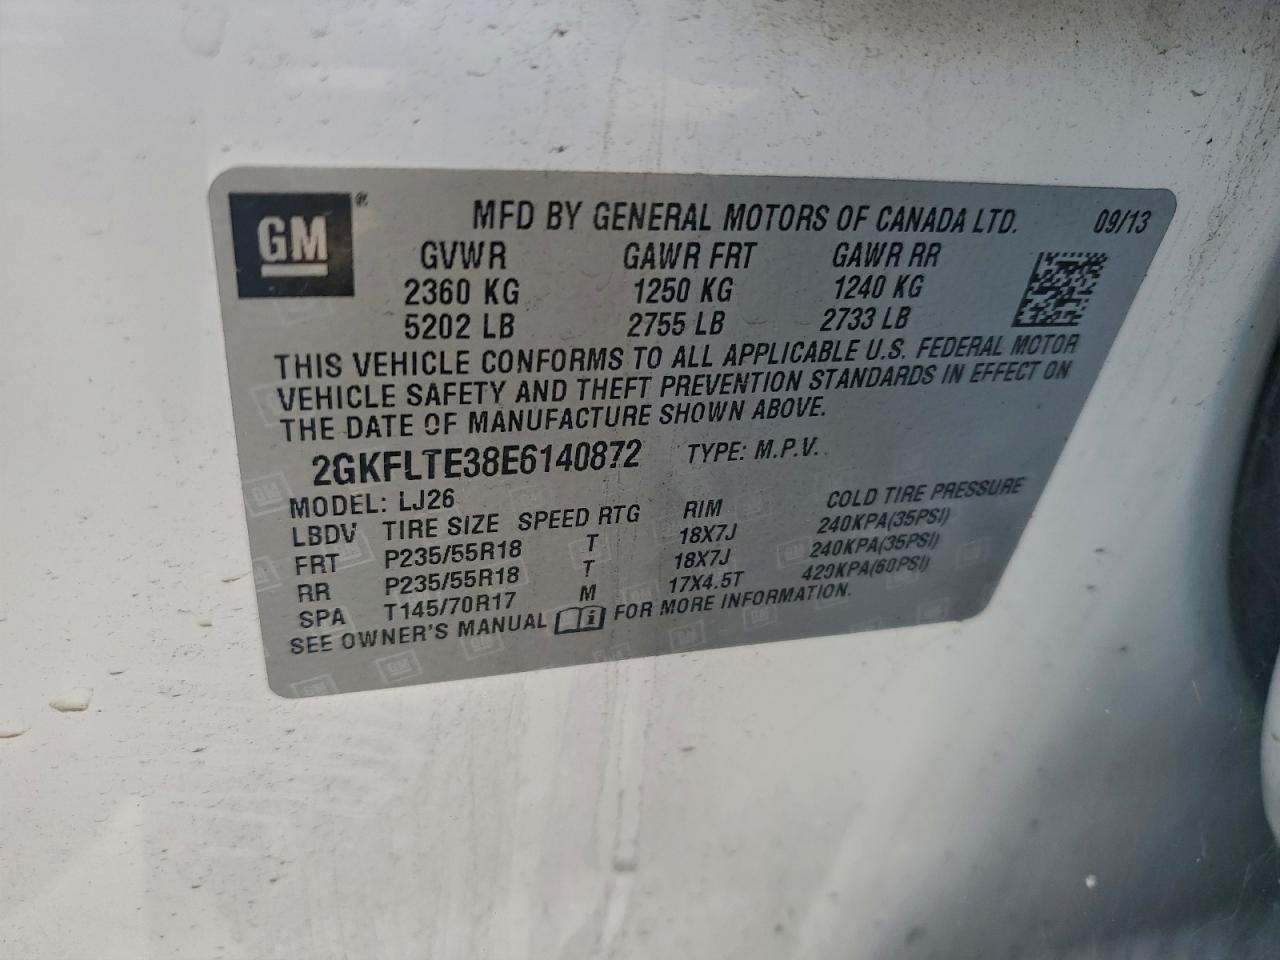 GM® MFD BY GENERAL MOTORS OF CANADA LTD. 09/13
GVWR GAWR FRT GAWR RR
2360 KG 1250 KG 1240 KG
5202 LB 2755 LB 2733 LB
THIS VEHICLE CONFORMS TO ALL APPLICABLE U.S. FEDERAL MOTOR
VEHICLE SAFETY AND THEFT PREVENTION STANDARDS IN EFFECT ON
THE DATE OF MANUFACTURE SHOWN ABOVE.
2GKFLTE38E6140872 TYPE: M.P.V.
MODEL: LJ26
LBDV TIRE SIZE SPEED RTG RIM COLD TIRE PRESSURE
FRT P235/55R18 T 18X7J 240KPA(35PSI)
RR P235/55R18 T 18X7J 240KPA(35PSI)
SPA T145/70R17 M 17X4.5T 420KPA(60PSI)
SEE OWNER'S MANUAL FOR MORE INFORMATION.